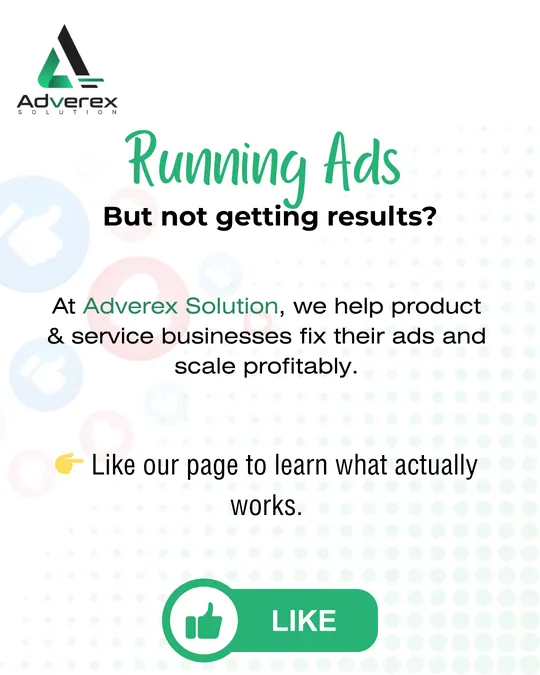 Adverex
SOLUTION
Running Ads
But not getting results?
At Adverex Solution, we help product
& service businesses fix their ads and
scale profitably.
👉 Like our page to learn what actually
works.
LIKE